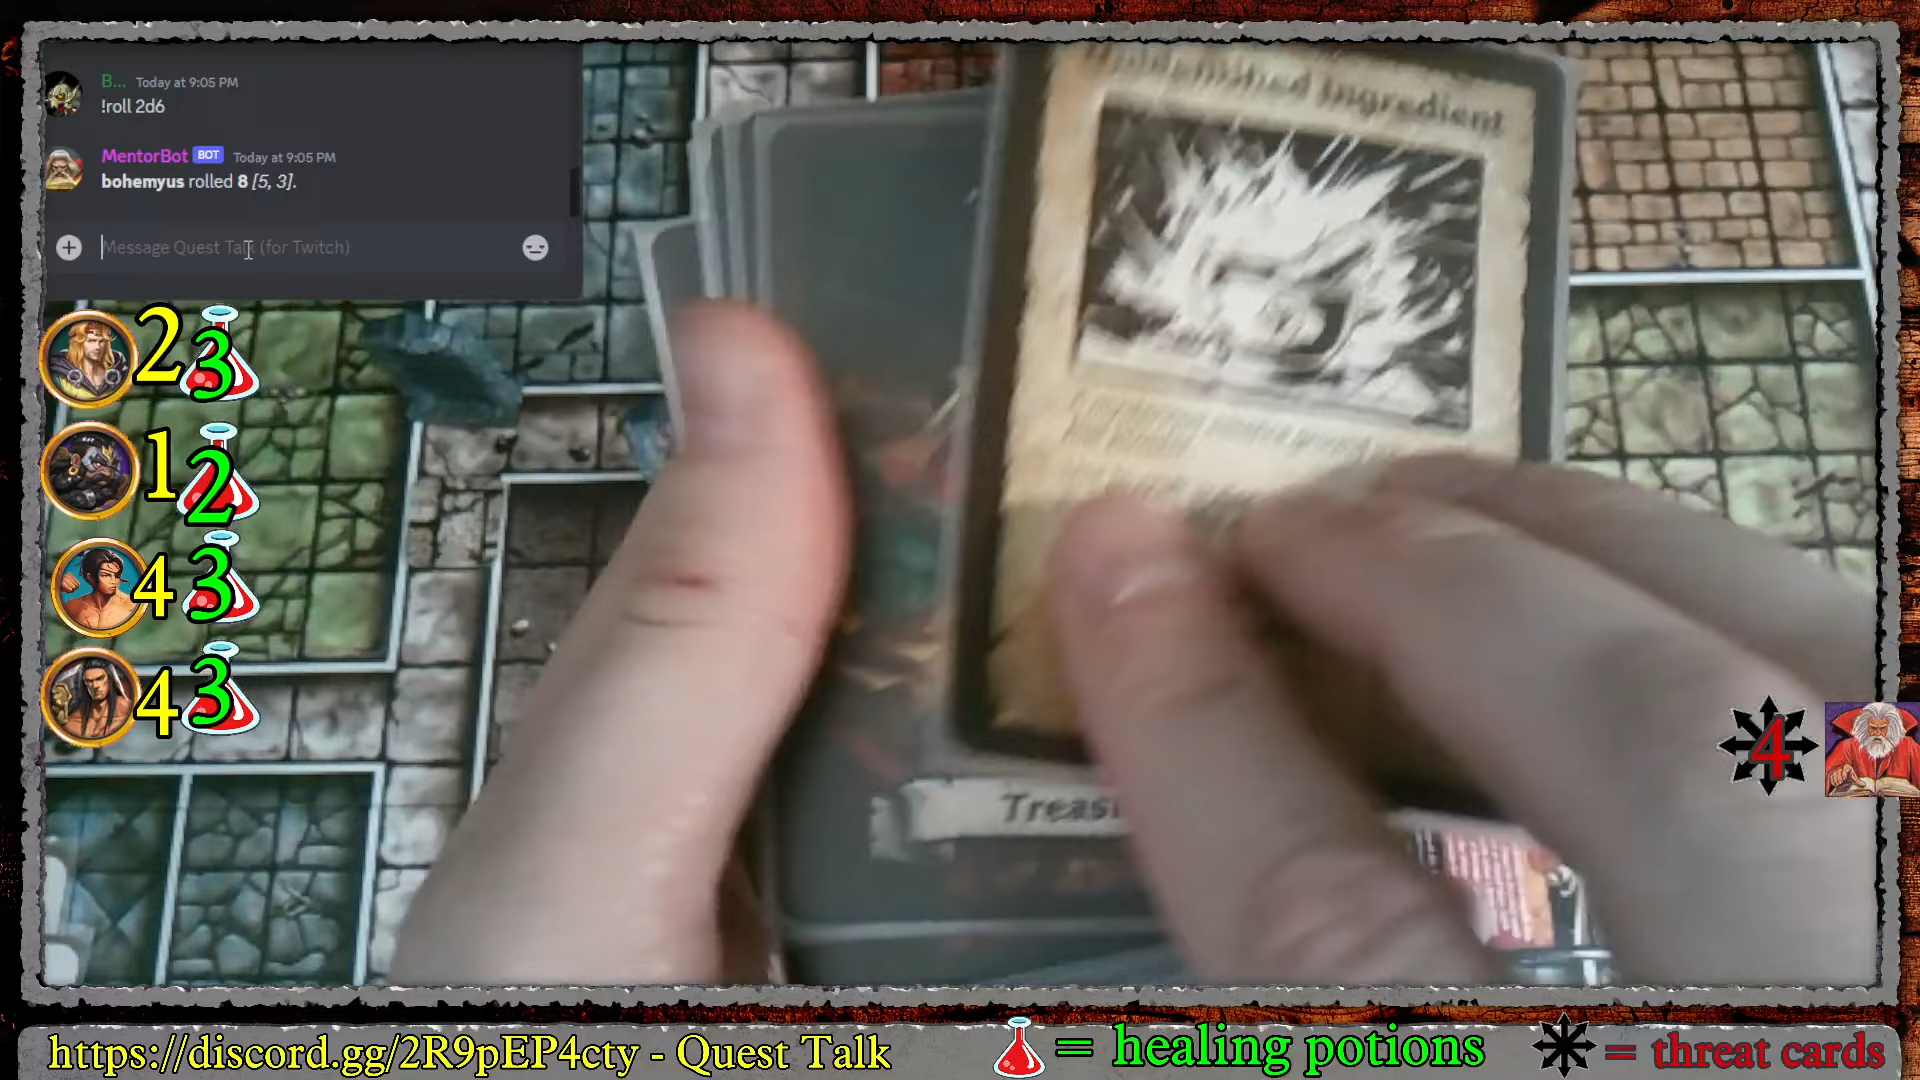 B... Today at 9:05 PM
!roll 2d6
MentorBot BOT Today at 9:05 PM
bohemyus rolled 8 [5, 3].
Message Quest Talk (for Twitch)
Ingredient
2 3
1 2
4 3
4 3
4
https://discord.gg/2R9pEP4cty - Quest Talk
= healing potions
= threat cards